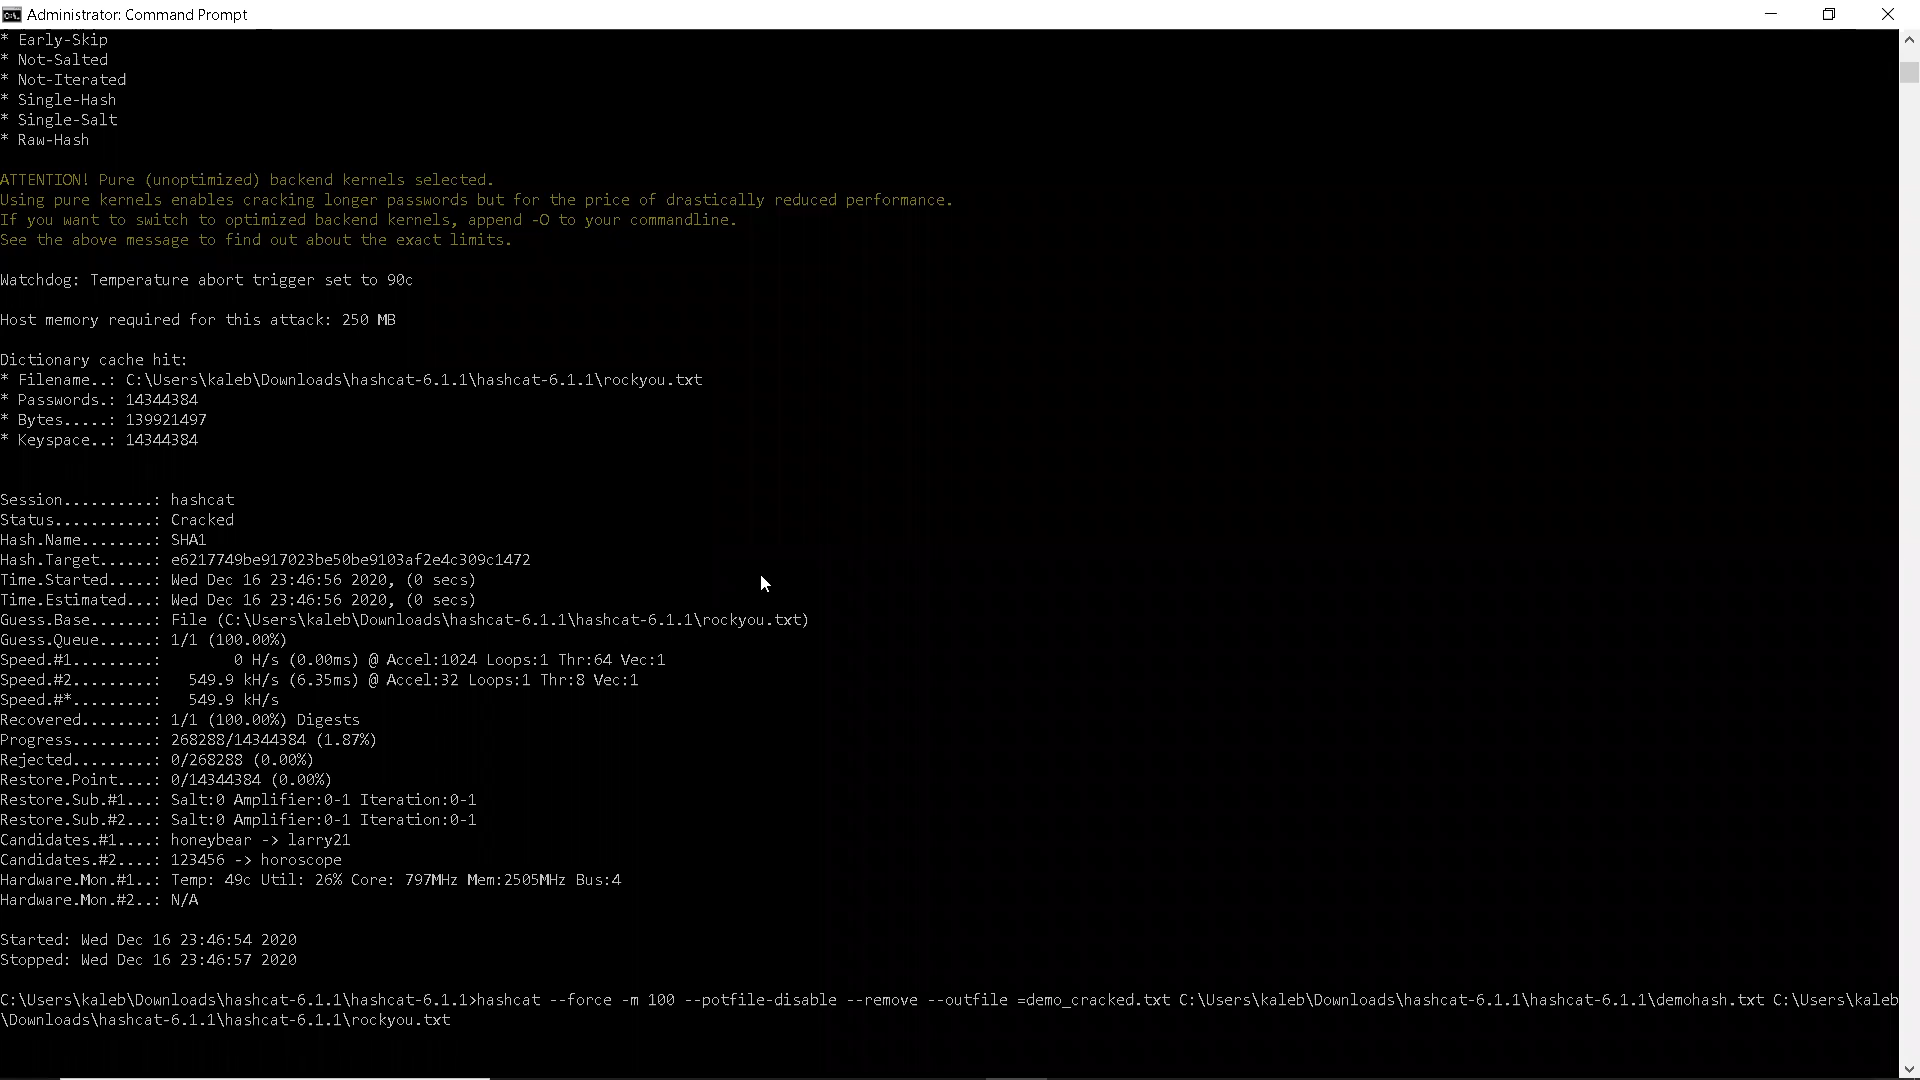 Administrator: Command Prompt
* Early-Skip
* Not-Salted
* Not-Iterated
* Single-Hash
* Single-Salt
* Raw-Hash
ATTENTION! Pure (unoptimized) backend kernels selected.
Using pure kernels enables cracking longer passwords but for the price of drastically reduced performance.
If you want to switch to optimized backend kernels, append -O to your commandline.
See the above message to find out about the exact limits.
Watchdog: Temperature abort trigger set to 90c
Host memory required for this attack: 250 MB
Dictionary cache hit:
* Filename..: C:\Users\kaleb\Downloads\hashcat-6.1.1\hashcat-6.1.1\rockyou.txt
* Passwords.: 14344384
* Bytes.....: 139921497
* Keyspace..: 14344384
Session..........: hashcat
Status...........: Cracked
Hash.Name........: SHA1
Hash.Target......: e6217749be917023be50be9103af2e4c309c1472
Time.Started.....: Wed Dec 16 23:46:56 2020, (0 secs)
Time.Estimated...: Wed Dec 16 23:46:56 2020, (0 secs)
Guess.Base.......: File (C:\Users\kaleb\Downloads\hashcat-6.1.1\hashcat-6.1.1\rockyou.txt)
Guess.Queue......: 1/1 (100.00%)
Speed.#1.........:        0 H/s (0.00ms) @ Accel:1024 Loops:1 Thr:64 Vec:1
Speed.#2.........:   549.9 kH/s (6.35ms) @ Accel:32 Loops:1 Thr:8 Vec:1
Speed.#*.........:   549.9 kH/s
Recovered........: 1/1 (100.00%) Digests
Progress.........: 268288/14344384 (1.87%)
Rejected.........: 0/268288 (0.00%)
Restore.Point....: 0/14344384 (0.00%)
Restore.Sub.#1...: Salt:0 Amplifier:0-1 Iteration:0-1
Restore.Sub.#2...: Salt:0 Amplifier:0-1 Iteration:0-1
Candidates.#1....: honeybear -> larry21
Candidates.#2....: 123456 -> horoscope
Hardware.Mon.#1..: Temp: 49c Util: 26% Core: 797MHz Mem:2505MHz Bus:4
Hardware.Mon.#2..: N/A
Started: Wed Dec 16 23:46:54 2020
Stopped: Wed Dec 16 23:46:57 2020
C:\Users\kaleb\Downloads\hashcat-6.1.1\hashcat-6.1.1>hashcat --force -m 100 --potfile-disable --remove --outfile =demo_cracked.txt C:\Users\kaleb\Downloads\hashcat-6.1.1\hashcat-6.1.1\demohash.txt C:\Users\kaleb
\Downloads\hashcat-6.1.1\hashcat-6.1.1\rockyou.txt